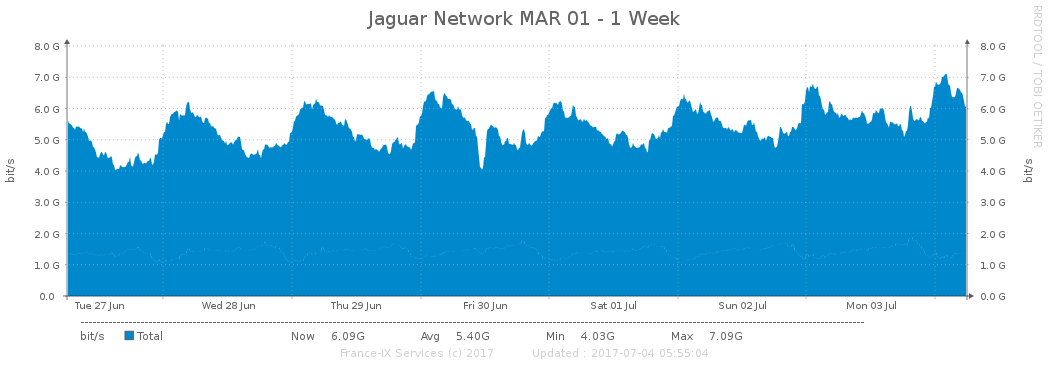 Jaguar Network MAR 01 - 1 Week
RRDTOOL / TOBI OETIKER
bit/s
8.0 G 8.0 G
7.0 G 7.0 G
6.0 G 6.0 G
5.0 G 5.0 G
4.0 G 4.0 G
3.0 G 3.0 G
2.0 G 2.0 G
1.0 G 1.0 G
0.0 0.0 G
bit/s
Tue 27 Jun Wed 28 Jun Thu 29 Jun Fri 30 Jun Sat 01 Jul Sun 02 Jul Mon 03 Jul
bit/s Total Now 6.09G Avg 5.40G Min 4.03G Max 7.09G
France-IX Services (c) 2017 Updated : 2017-07-04 05:55:04